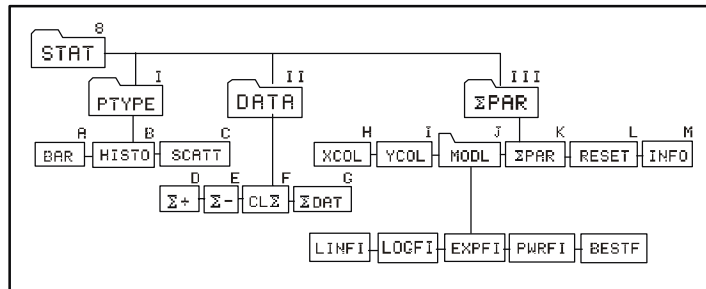 8
STAT
I II III
PTYPE DATA ΣPAR
A B C H I J K L M
BAR HISTO SCATT XCOL YCOL MODL ΣPAR RESET INFO
D E F G
Σ+ Σ- CLΣ ΣDAT
LINFI LOGFI EXPFI PWRFI BESTF